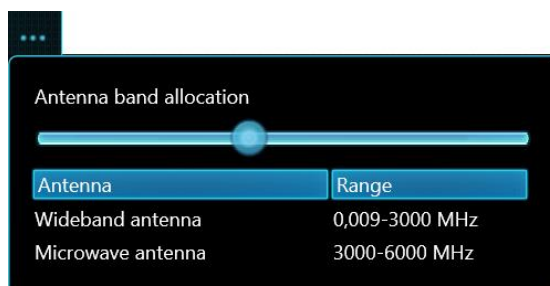 ...
Antenna band allocation
Antenna Range
Wideband antenna 0,009-3000 MHz
Microwave antenna 3000-6000 MHz